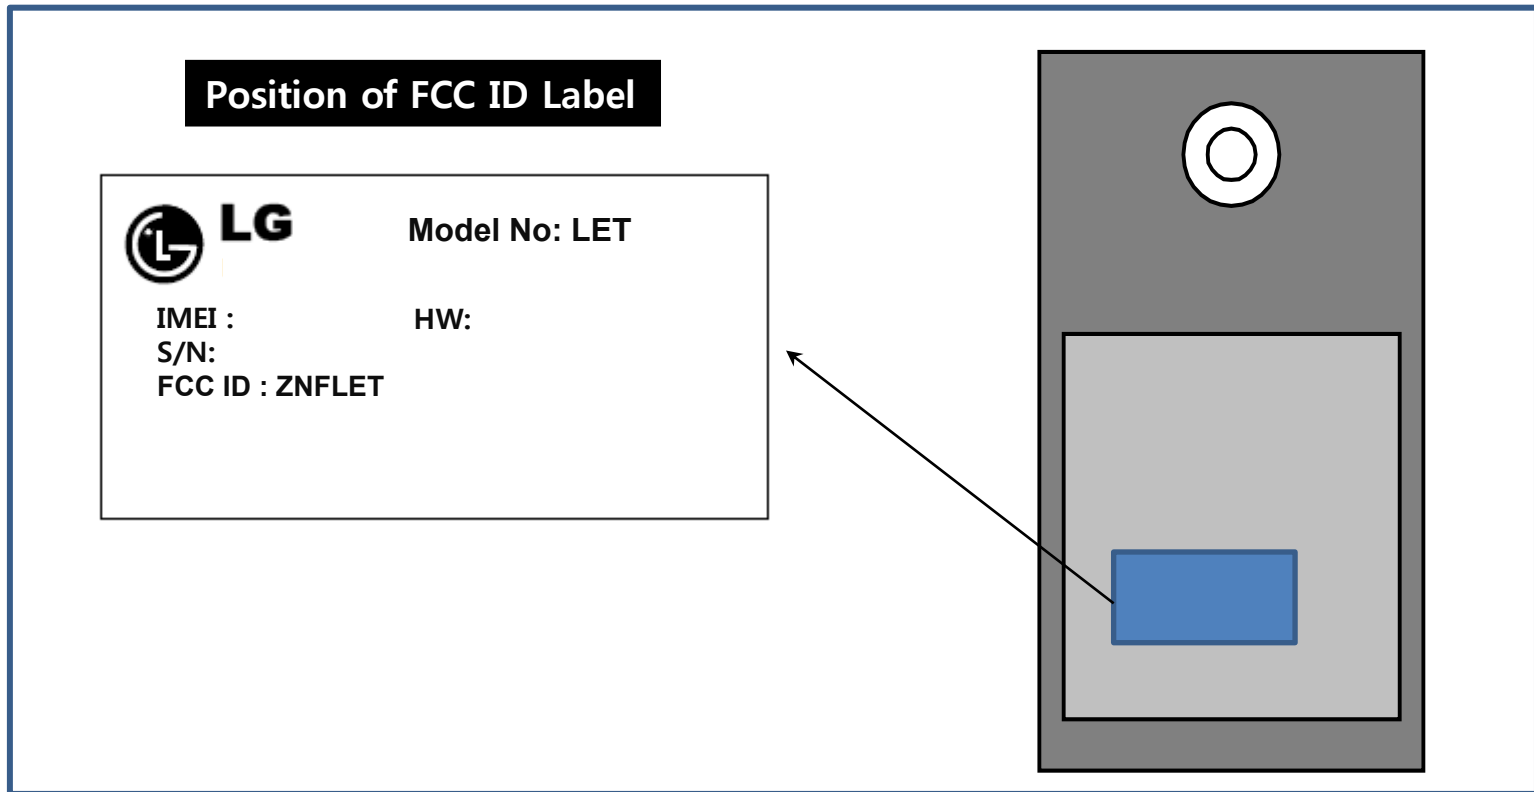 Position of FCC ID Label
LG
Model No: LET
IMEI :
HW:
S/N:
FCC ID : ZNFLET